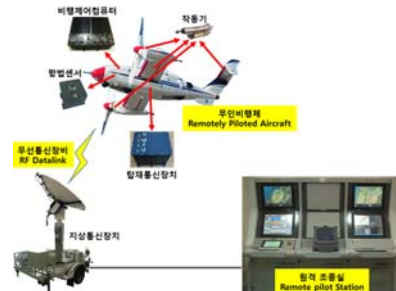 비행제어컴퓨터
작동기
항법센서
무인비행체
Remotely Piloted Aircraft
무선통신장비
RF Datalink
탑재통신장치
지상통신장치
원격 조종실
Remote pilot Station